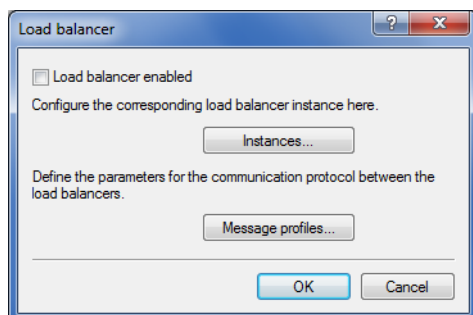 Load balancer
?
X
Load balancer enabled
Configure the corresponding load balancer instance here.
Instances...
Define the parameters for the communication protocol between the
load balancers.
Message profiles...
OK
Cancel